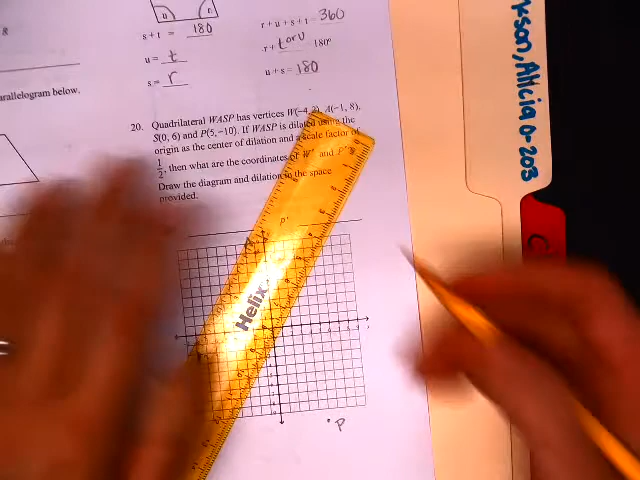 8
u
r
s + t = 180
u = t
s = r
r + u + s + t = 360
r + t or u 180°
u + s = 180
arallelogram below.
20. Quadrilateral WASP has vertices W(−4, 2), A(−1, 8),
S(0, 6) and P(5, −10). If WASP is dilated using the
origin as the center of dilation and a scale factor of
1/2, then what are the coordinates of W' and P'?
Draw the diagram and dilation in the space
provided.
P'
Helix
P
kson, Alicia D-203
C